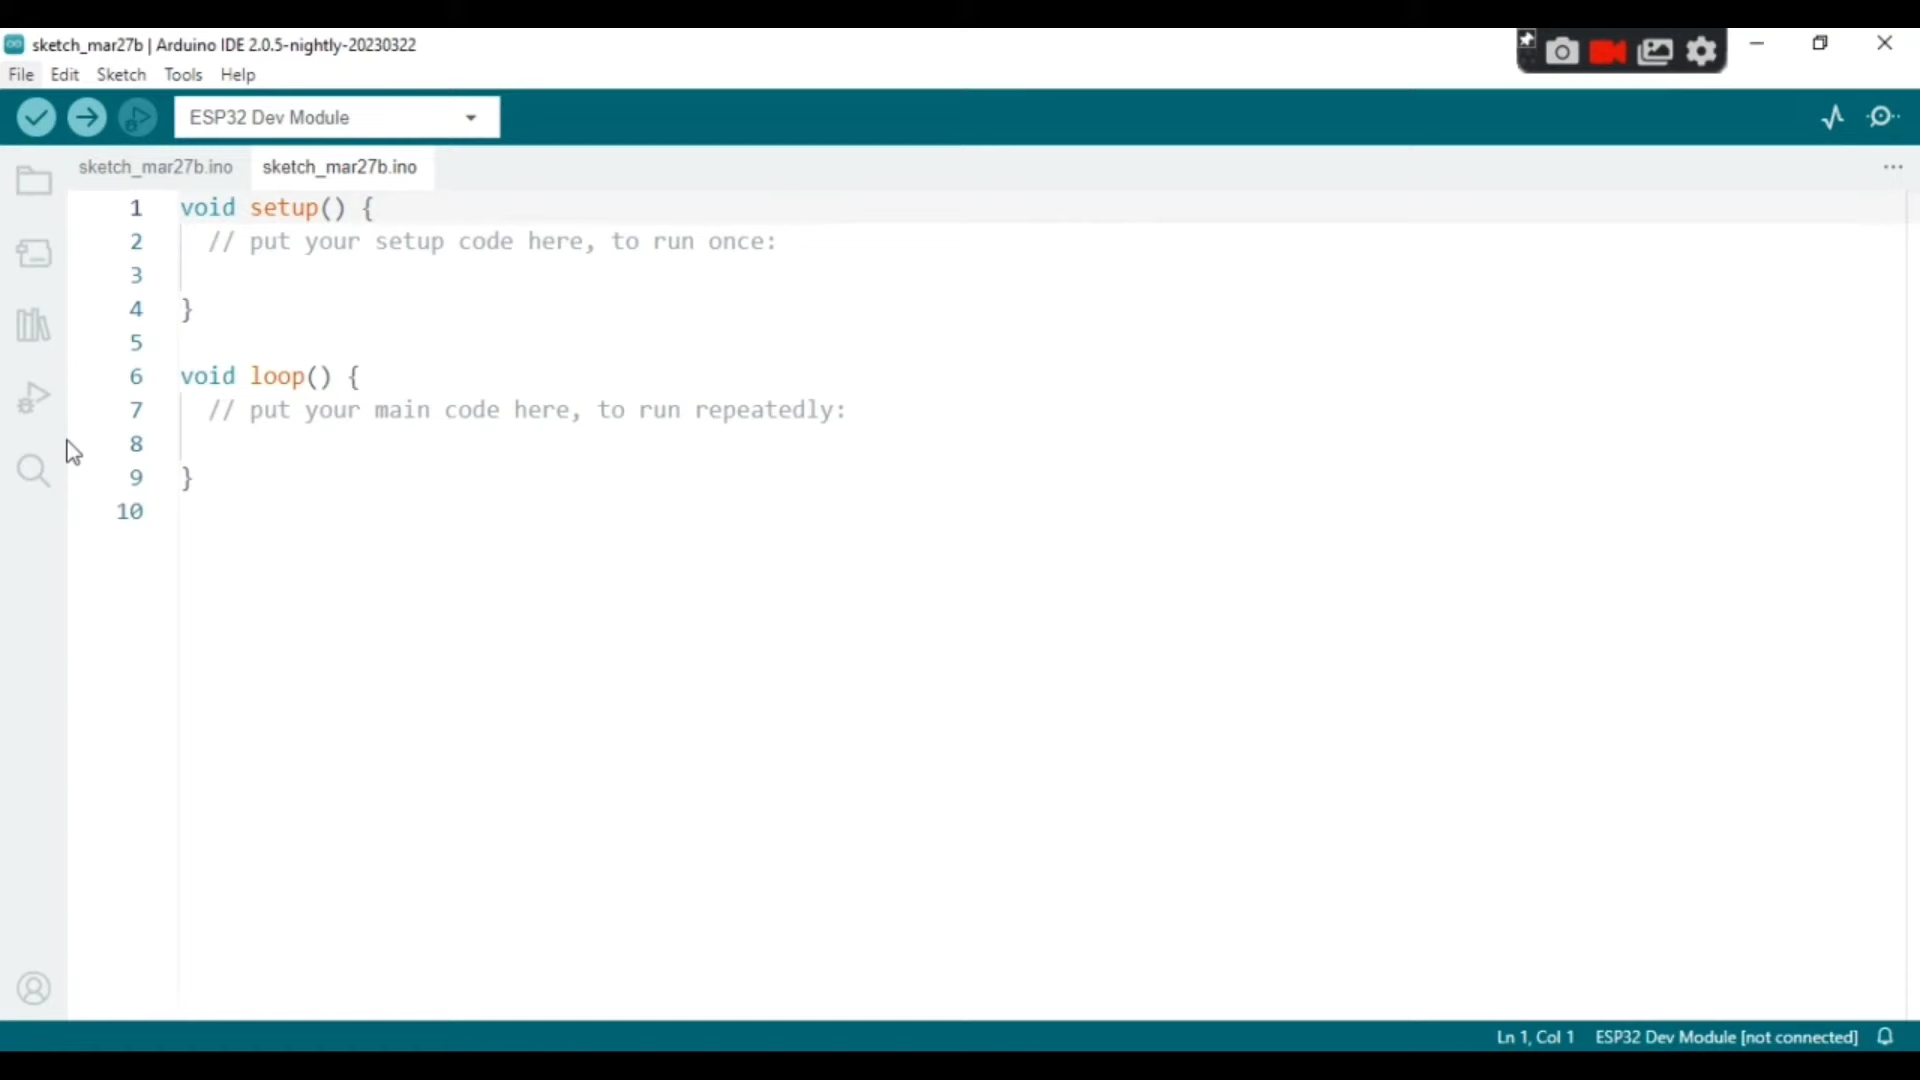 sketch_mar27b | Arduino IDE 2.0.5-nightly-20230322
File Edit Sketch Tools Help
ESP32 Dev Module
sketch_mar27b.ino sketch_mar27b.ino
1 void setup() {
2 // put your setup code here, to run once:
3
4 }
5
6 void loop() {
7 // put your main code here, to run repeatedly:
8
9 }
10
Ln 1, Col 1 ESP32 Dev Module [not connected]